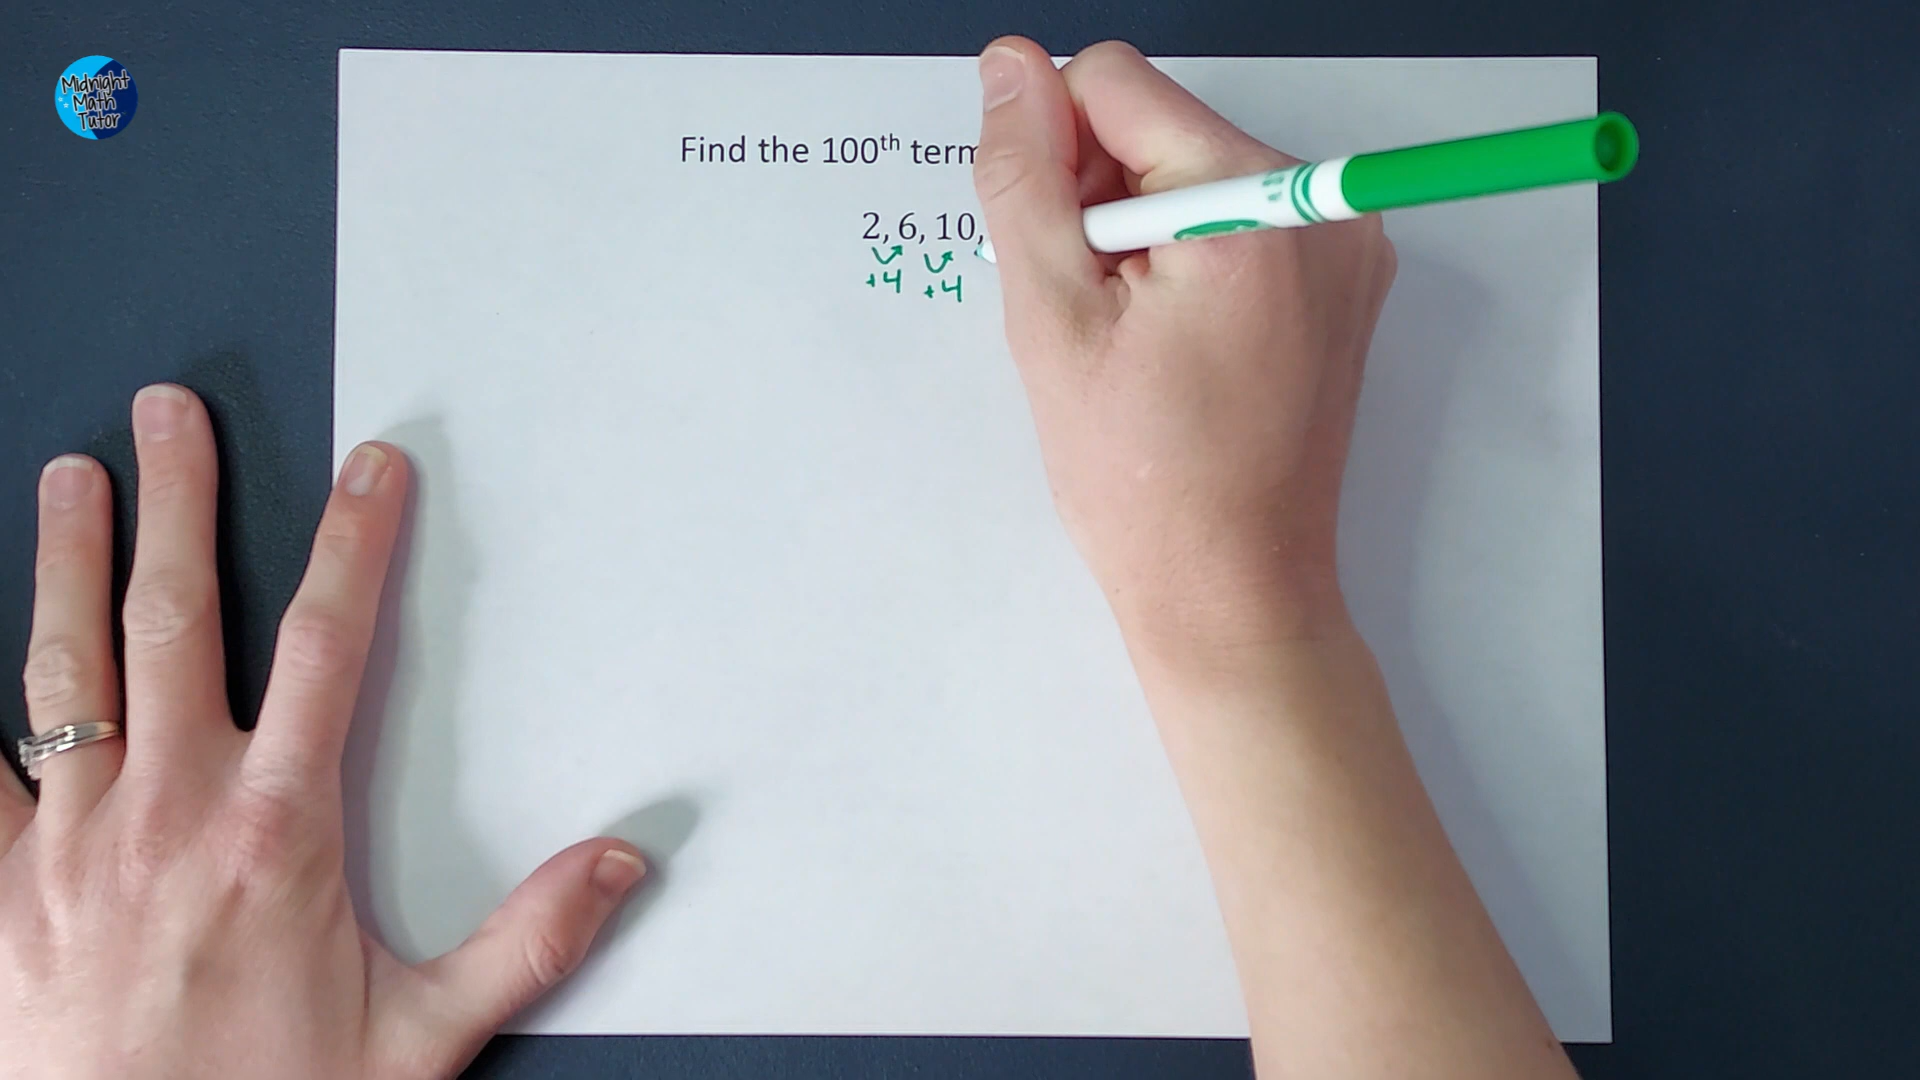 Midnight
Math
Tutor
Find the 100th term
2, 6, 10,
+4 +4